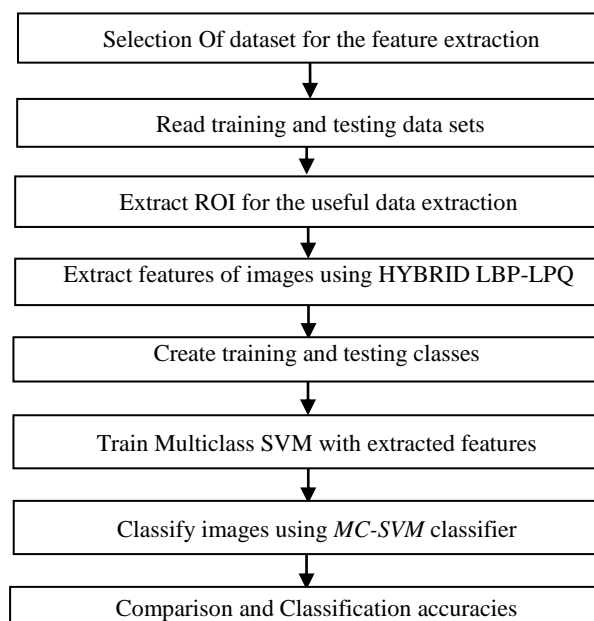 Selection Of dataset for the feature extraction
Read training and testing data sets
Extract ROI for the useful data extraction
Extract features of images using HYBRID LBP-LPQ
Create training and testing classes
Train Multiclass SVM with extracted features
Classify images using MC-SVM classifier
Comparison and Classification accuracies